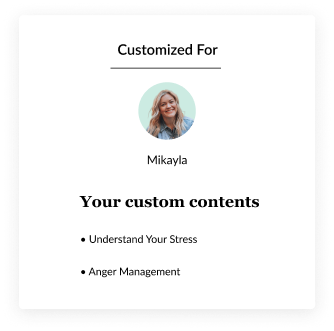 Customized For
Mikayla
Your custom contents
• Understand Your Stress
• Anger Management